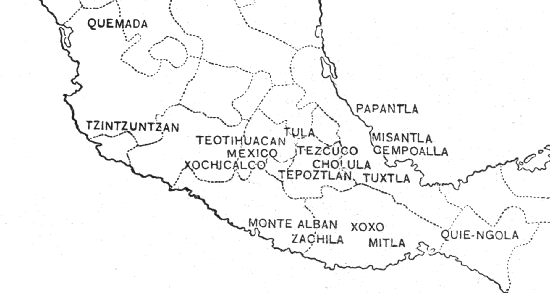 QUEMADA
PAPANTLA
TZINTZUNTZAN
TULA
MISANTLA
TEOTIHUACAN
TEZCUCO
CEMPOALLA
MEXICO
XOCHICALCO
CHOLULA
TEPOZTLAN
TUXTLA
MONTE ALBAN
XOXO
QUIE-NGOLA
ZACHILA
MITLA